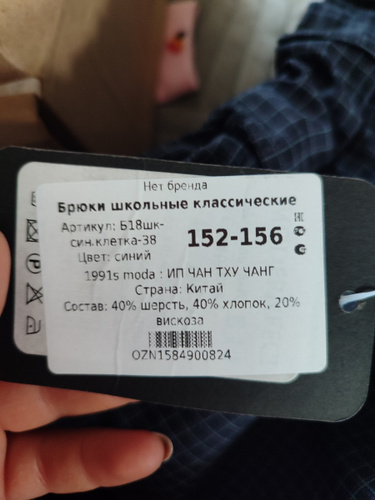 Нет бренда
Брюки школьные классические
Артикул: Б18шк-
син.клетка-38
152-156
Цвет: синий
1991s moda : ИП ЧАН ТХУ ЧАНГ
Страна: Китай
Состав: 40% шерсть, 40% хлопок, 20%
вискоза
OZN1584900824